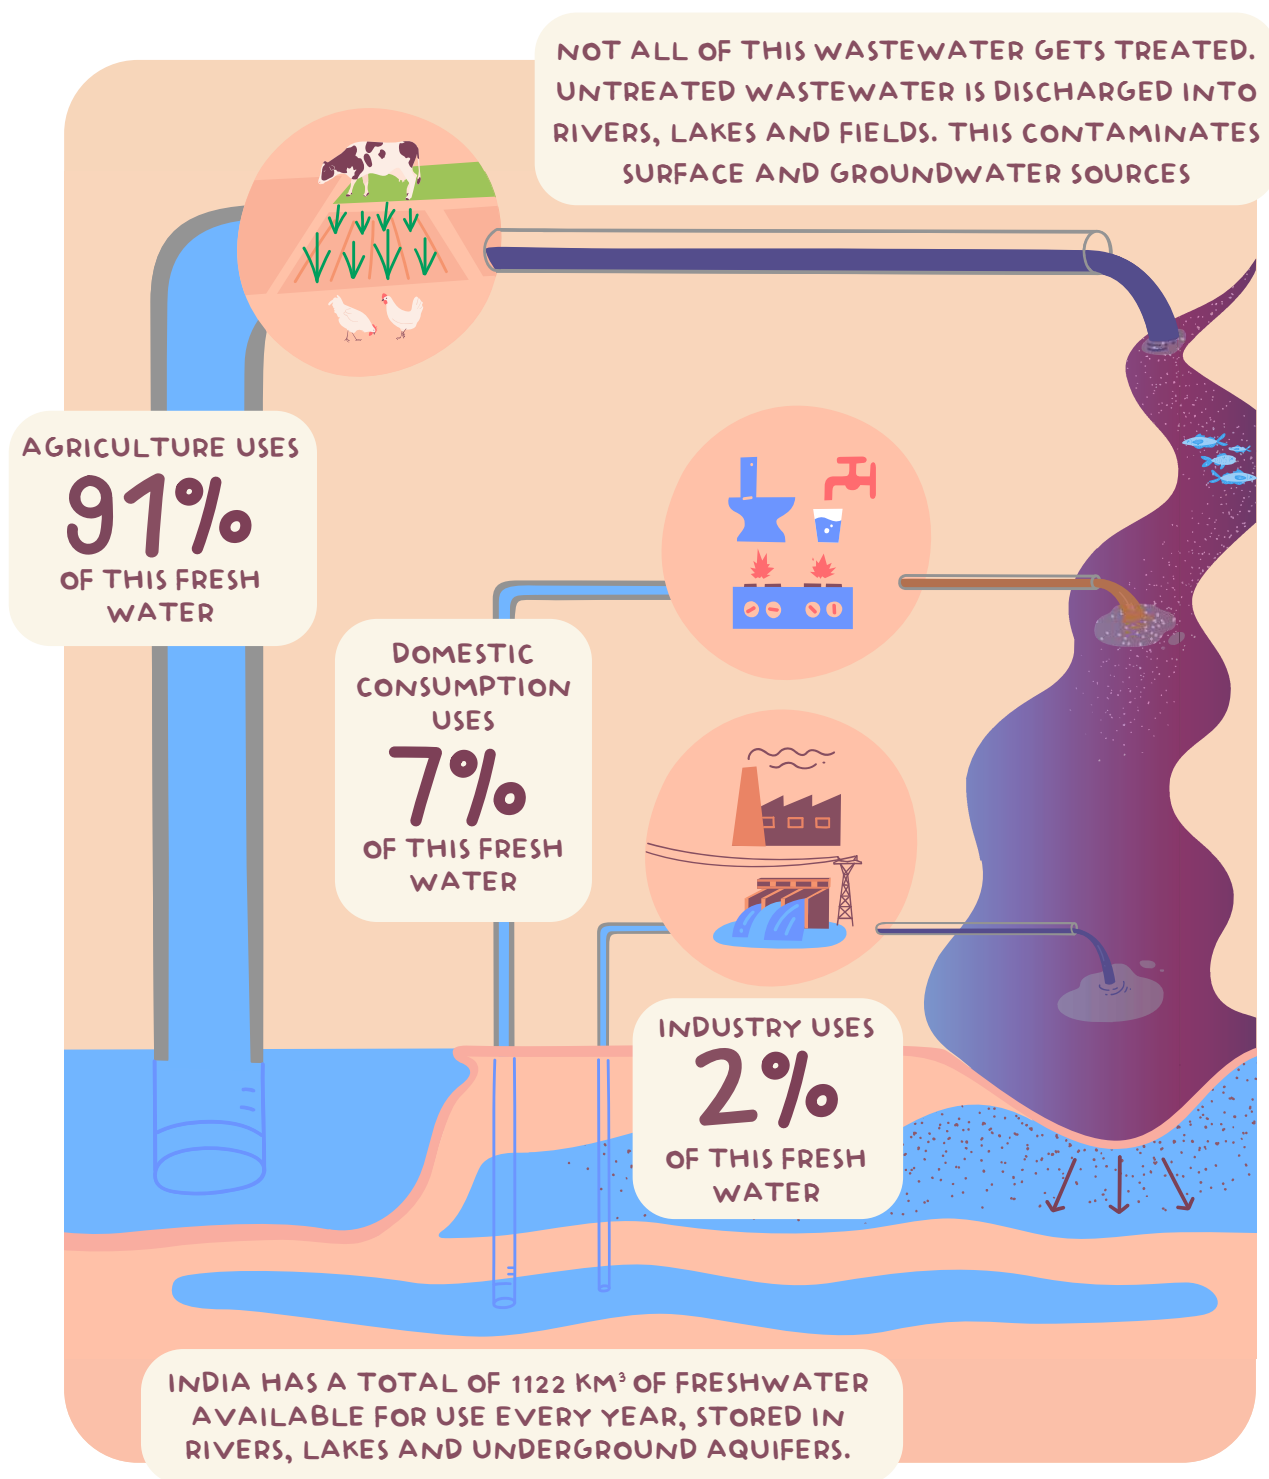 NOT ALL OF THIS WASTEWATER GETS TREATED.
UNTREATED WASTEWATER IS DISCHARGED INTO
RIVERS, LAKES AND FIELDS. THIS CONTAMINATES
SURFACE AND GROUNDWATER SOURCES
AGRICULTURE USES
91%
OF THIS FRESH
WATER
DOMESTIC
CONSUMPTION
USES
7%
OF THIS FRESH
WATER
INDUSTRY USES
2%
OF THIS FRESH
WATER
INDIA HAS A TOTAL OF 1122 KM³ OF FRESHWATER
AVAILABLE FOR USE EVERY YEAR, STORED IN
RIVERS, LAKES AND UNDERGROUND AQUIFERS.